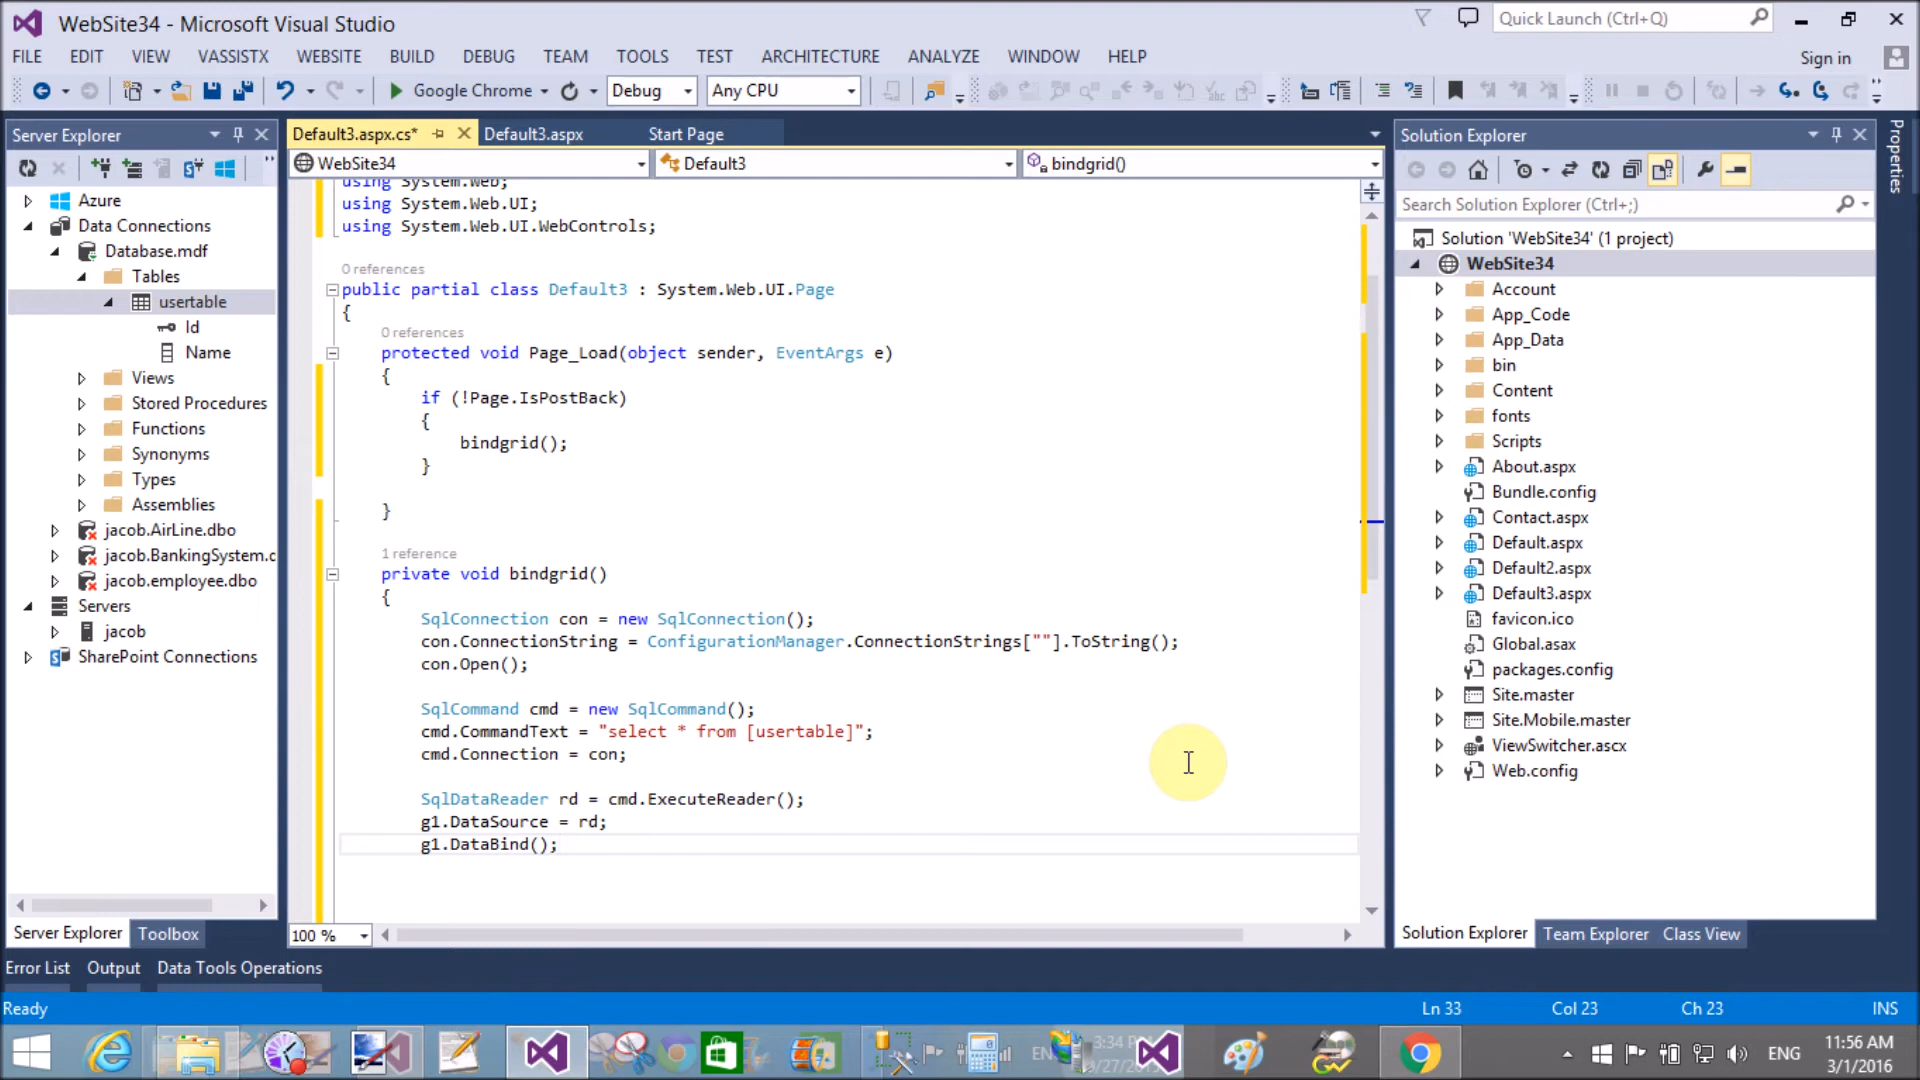 WebSite34 - Microsoft Visual Studio
Quick Launch (Ctrl+Q)
FILE EDIT VIEW VASSISTX WEBSITE BUILD DEBUG TEAM TOOLS TEST ARCHITECTURE ANALYZE WINDOW HELP
Sign in
Google Chrome Debug Any CPU
Server Explorer
Azure
Data Connections
Database.mdf
Tables
usertable
Id
Name
Views
Stored Procedures
Functions
Synonyms
Types
Assemblies
jacob.AirLine.dbo
jacob.BankingSystem.c
jacob.employee.dbo
Servers
jacob
SharePoint Connections
Server Explorer Toolbox
Default3.aspx.cs* Default3.aspx Start Page
WebSite34 Default3 bindgrid()
using System.Web;
using System.Web.UI;
using System.Web.UI.WebControls;
0 references
public partial class Default3 : System.Web.UI.Page
{
0 references
protected void Page_Load(object sender, EventArgs e)
{
if (!Page.IsPostBack)
{
bindgrid();
}
}
1 reference
private void bindgrid()
{
SqlConnection con = new SqlConnection();
con.ConnectionString = ConfigurationManager.ConnectionStrings[""].ToString();
con.Open();
SqlCommand cmd = new SqlCommand();
cmd.CommandText = "select * from [usertable]";
cmd.Connection = con;
SqlDataReader rd = cmd.ExecuteReader();
g1.DataSource = rd;
g1.DataBind();
100 %
Solution Explorer
Search Solution Explorer (Ctrl+;)
Solution 'WebSite34' (1 project)
WebSite34
Account
App_Code
App_Data
bin
Content
fonts
Scripts
About.aspx
Bundle.config
Contact.aspx
Default.aspx
Default2.aspx
Default3.aspx
favicon.ico
Global.asax
packages.config
Site.master
Site.Mobile.master
ViewSwitcher.ascx
Web.config
Solution Explorer Team Explorer Class View
Properties
Error List Output Data Tools Operations
Ready Ln 33 Col 23 Ch 23 INS
EN 3:34 PM
ENG 11:56 AM
3/1/2016